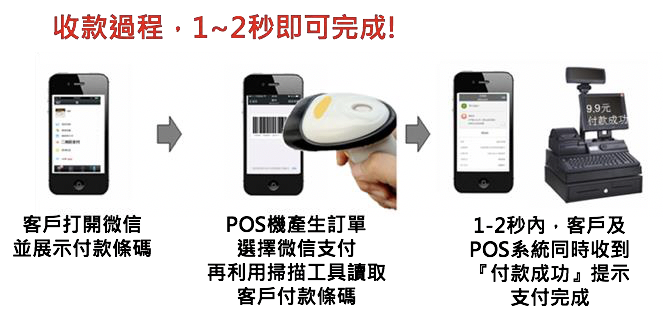 收款過程，1~2秒即可完成!
9.9元
付款成功
客戶打開微信
並展示付款條碼
POS機產生訂單
選擇微信支付
再利用掃描工具讀取
客戶付款條碼
1-2秒內，客戶及
POS系統同時收到
『付款成功』提示
支付完成